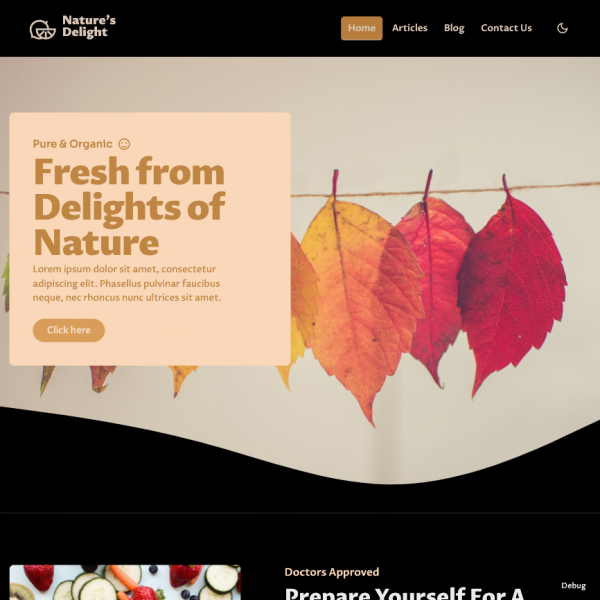 Nature's
Delight
Home
Articles
Blog
Contact Us
Pure & Organic
Fresh from
Delights of
Nature
Lorem ipsum dolor sit amet, consectetur
adipiscing elit. Phasellus pulvinar faucibus
neque, nec rhoncus nunc ultrices sit amet.
Click here
Doctors Approved
Prepare Yourself For A
Debug